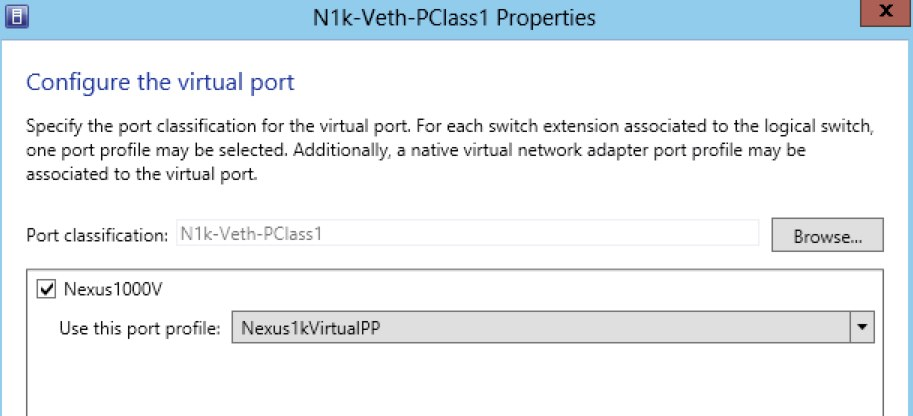 N1k-Veth-PClass1 Properties
x
Configure the virtual port
Specify the port classification for the virtual port. For each switch extension associated to the logical switch,
one port profile may be selected. Additionally, a native virtual network adapter port profile may be
associated to the virtual port.
Port classification: N1k-Veth-PClass1 Browse...
Nexus1000V
Use this port profile: Nexus1kVirtualPP